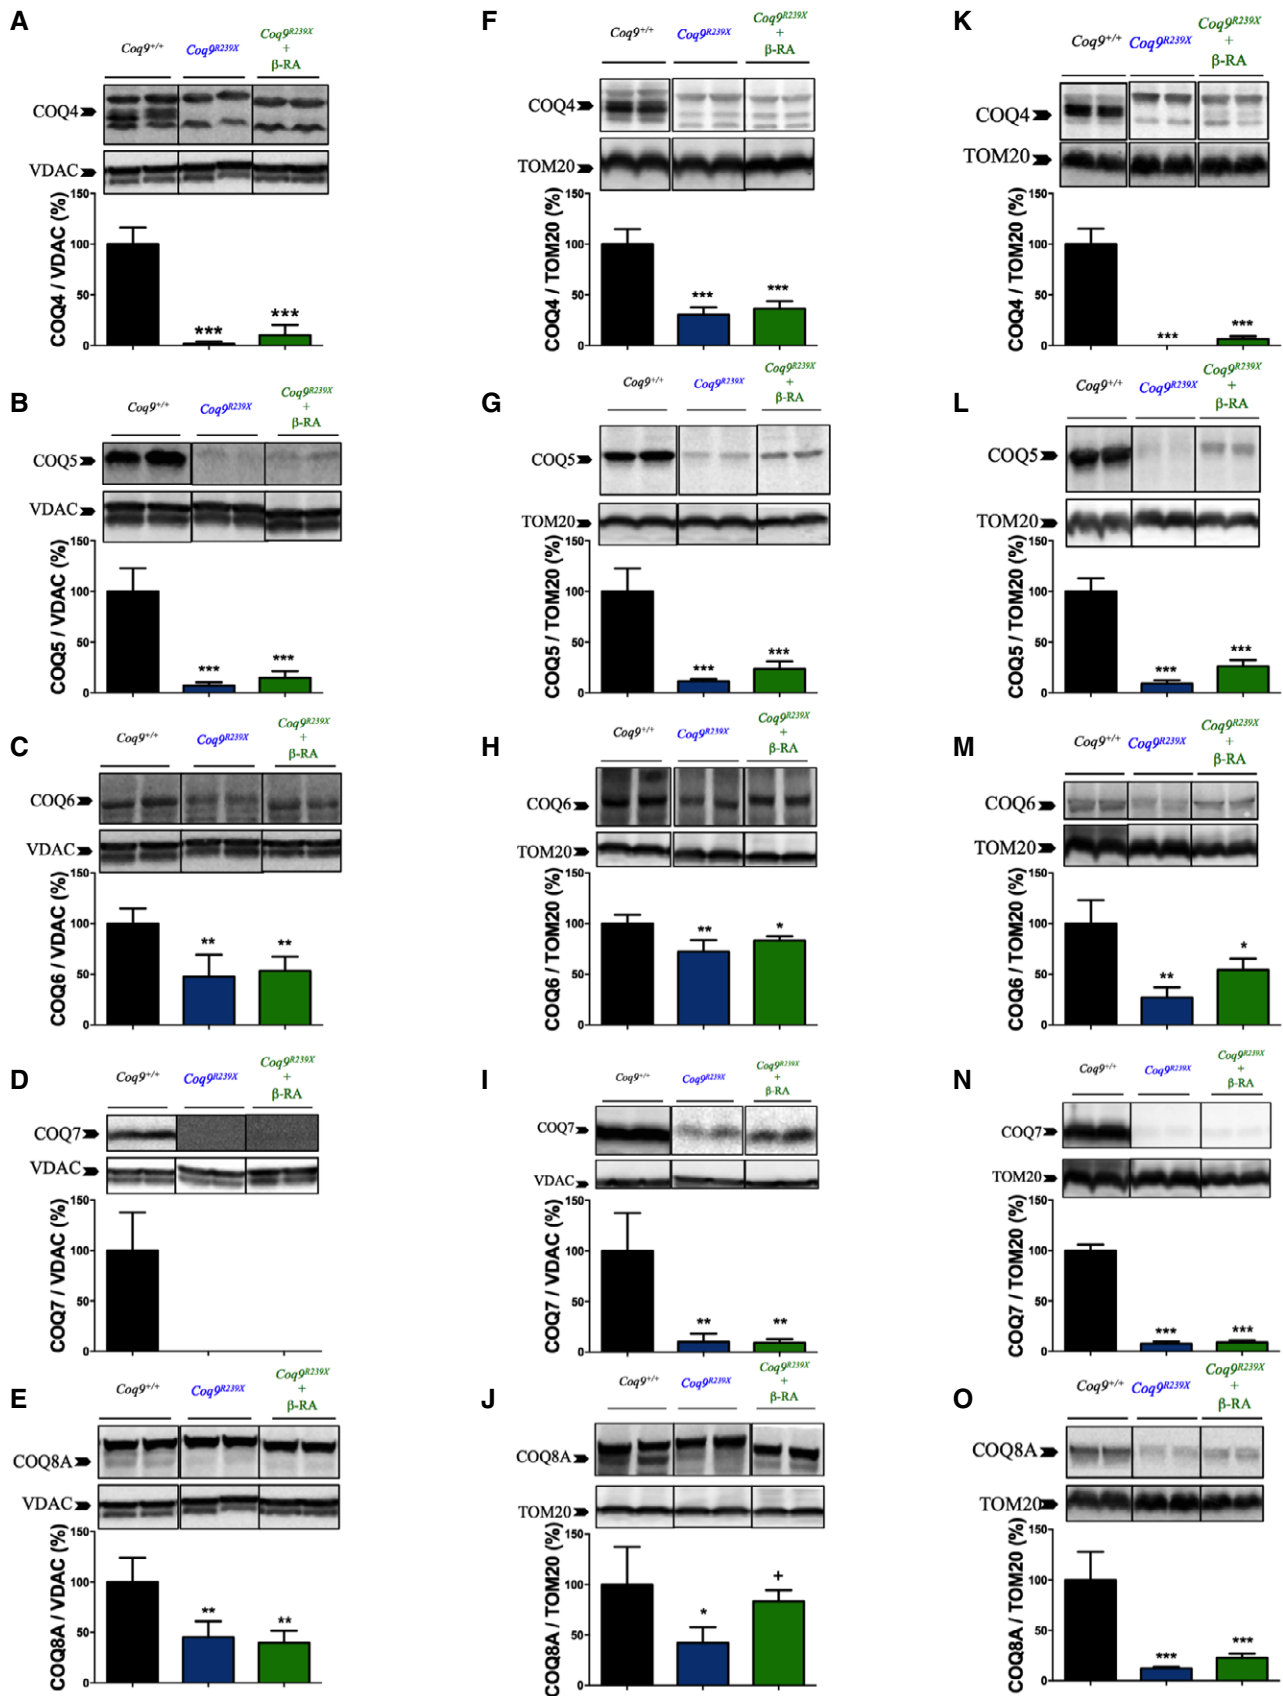 A
Coq9+/+ Coq9R239X Coq9R239X + β-RA
COQ4
VDAC
COQ4 / VDAC (%)
150
100
50
0
*** ***
B
Coq9+/+ Coq9R239X Coq9R239X + β-RA
COQ5
VDAC
COQ5 / VDAC (%)
150
100
50
0
*** ***
C
Coq9+/+ Coq9R239X Coq9R239X + β-RA
COQ6
VDAC
COQ6 / VDAC (%)
150
100
50
0
** **
D
Coq9+/+ Coq9R239X Coq9R239X + β-RA
COQ7
VDAC
COQ7 / VDAC (%)
150
100
50
0
E
Coq9+/+ Coq9R239X Coq9R239X + β-RA
COQ8A
VDAC
COQ8A / VDAC (%)
150
100
50
0
** **
F
Coq9+/+ Coq9R239X Coq9R239X + β-RA
COQ4
TOM20
COQ4 / TOM20 (%)
150
100
50
0
*** ***
G
Coq9+/+ Coq9R239X Coq9R239X + β-RA
COQ5
TOM20
COQ5 / TOM20 (%)
150
100
50
0
*** ***
H
Coq9+/+ Coq9R239X Coq9R239X + β-RA
COQ6
TOM20
COQ6 / TOM20 (%)
150
100
50
0
** *
I
Coq9+/+ Coq9R239X Coq9R239X + β-RA
COQ7
VDAC
COQ7 / VDAC (%)
150
100
50
0
** **
J
Coq9+/+ Coq9R239X Coq9R239X + β-RA
COQ8A
TOM20
COQ8A / TOM20 (%)
150
100
50
0
* +
K
Coq9+/+ Coq9R239X Coq9R239X + β-RA
COQ4
TOM20
COQ4 / TOM20 (%)
150
100
50
0
*** ***
L
Coq9+/+ Coq9R239X Coq9R239X + β-RA
COQ5
TOM20
COQ5 / TOM20 (%)
150
100
50
0
*** ***
M
Coq9+/+ Coq9R239X Coq9R239X + β-RA
COQ6
TOM20
COQ6 / TOM20 (%)
150
100
50
0
** *
N
Coq9+/+ Coq9R239X Coq9R239X + β-RA
COQ7
TOM20
COQ7 / TOM20 (%)
150
100
50
0
*** ***
O
Coq9+/+ Coq9R239X Coq9R239X + β-RA
COQ8A
TOM20
COQ8A / TOM20 (%)
150
100
50
0
*** ***